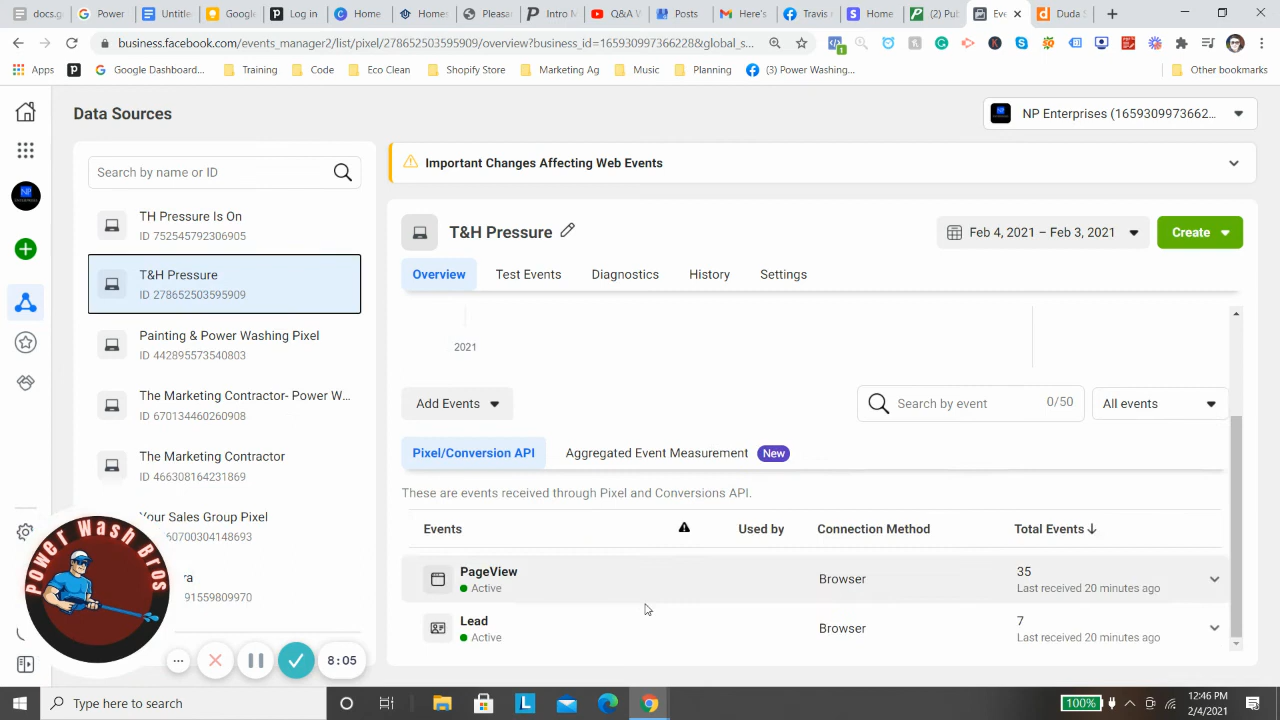 docs.g
Power
Untitle
Google
Log in
Home
Home
Pleasa
Intro M
Q&A W
Posts
Here's
Travis
Home
(2) Pul
Eve
Duda S
business.facebook.com/events_manager2/list/pixel/278652503595909/overview?business_id=1659309973662288&global_s...
Apps
Google Dashboard...
Training
Code
Eco Clean
Shopify Store
Marketing Ag
Music
Planning
(3) Power Washing...
Other bookmarks
Data Sources
NP Enterprises (1659309973662...
Search by name or ID
Important Changes Affecting Web Events
TH Pressure Is On
ID 752545792306905
T&H Pressure
ID 278652503595909
Painting & Power Washing Pixel
ID 442895573540803
The Marketing Contractor- Power W...
ID 670134460260908
The Marketing Contractor
ID 466308164231869
Your Sales Group Pixel
60700304148693
ra
91559809970
T&H Pressure
Feb 4, 2021 – Feb 3, 2021
Create
Overview
Test Events
Diagnostics
History
Settings
2021
Add Events
Search by event
0/50
All events
Pixel/Conversion API
Aggregated Event Measurement
New
These are events received through Pixel and Conversions API.
Events
Used by
Connection Method
Total Events
PageView
Active
Browser
35
Last received 20 minutes ago
Lead
Active
Browser
7
Last received 20 minutes ago
Power Wash Bros
8:05
Type here to search
100%
12:46 PM
2/4/2021